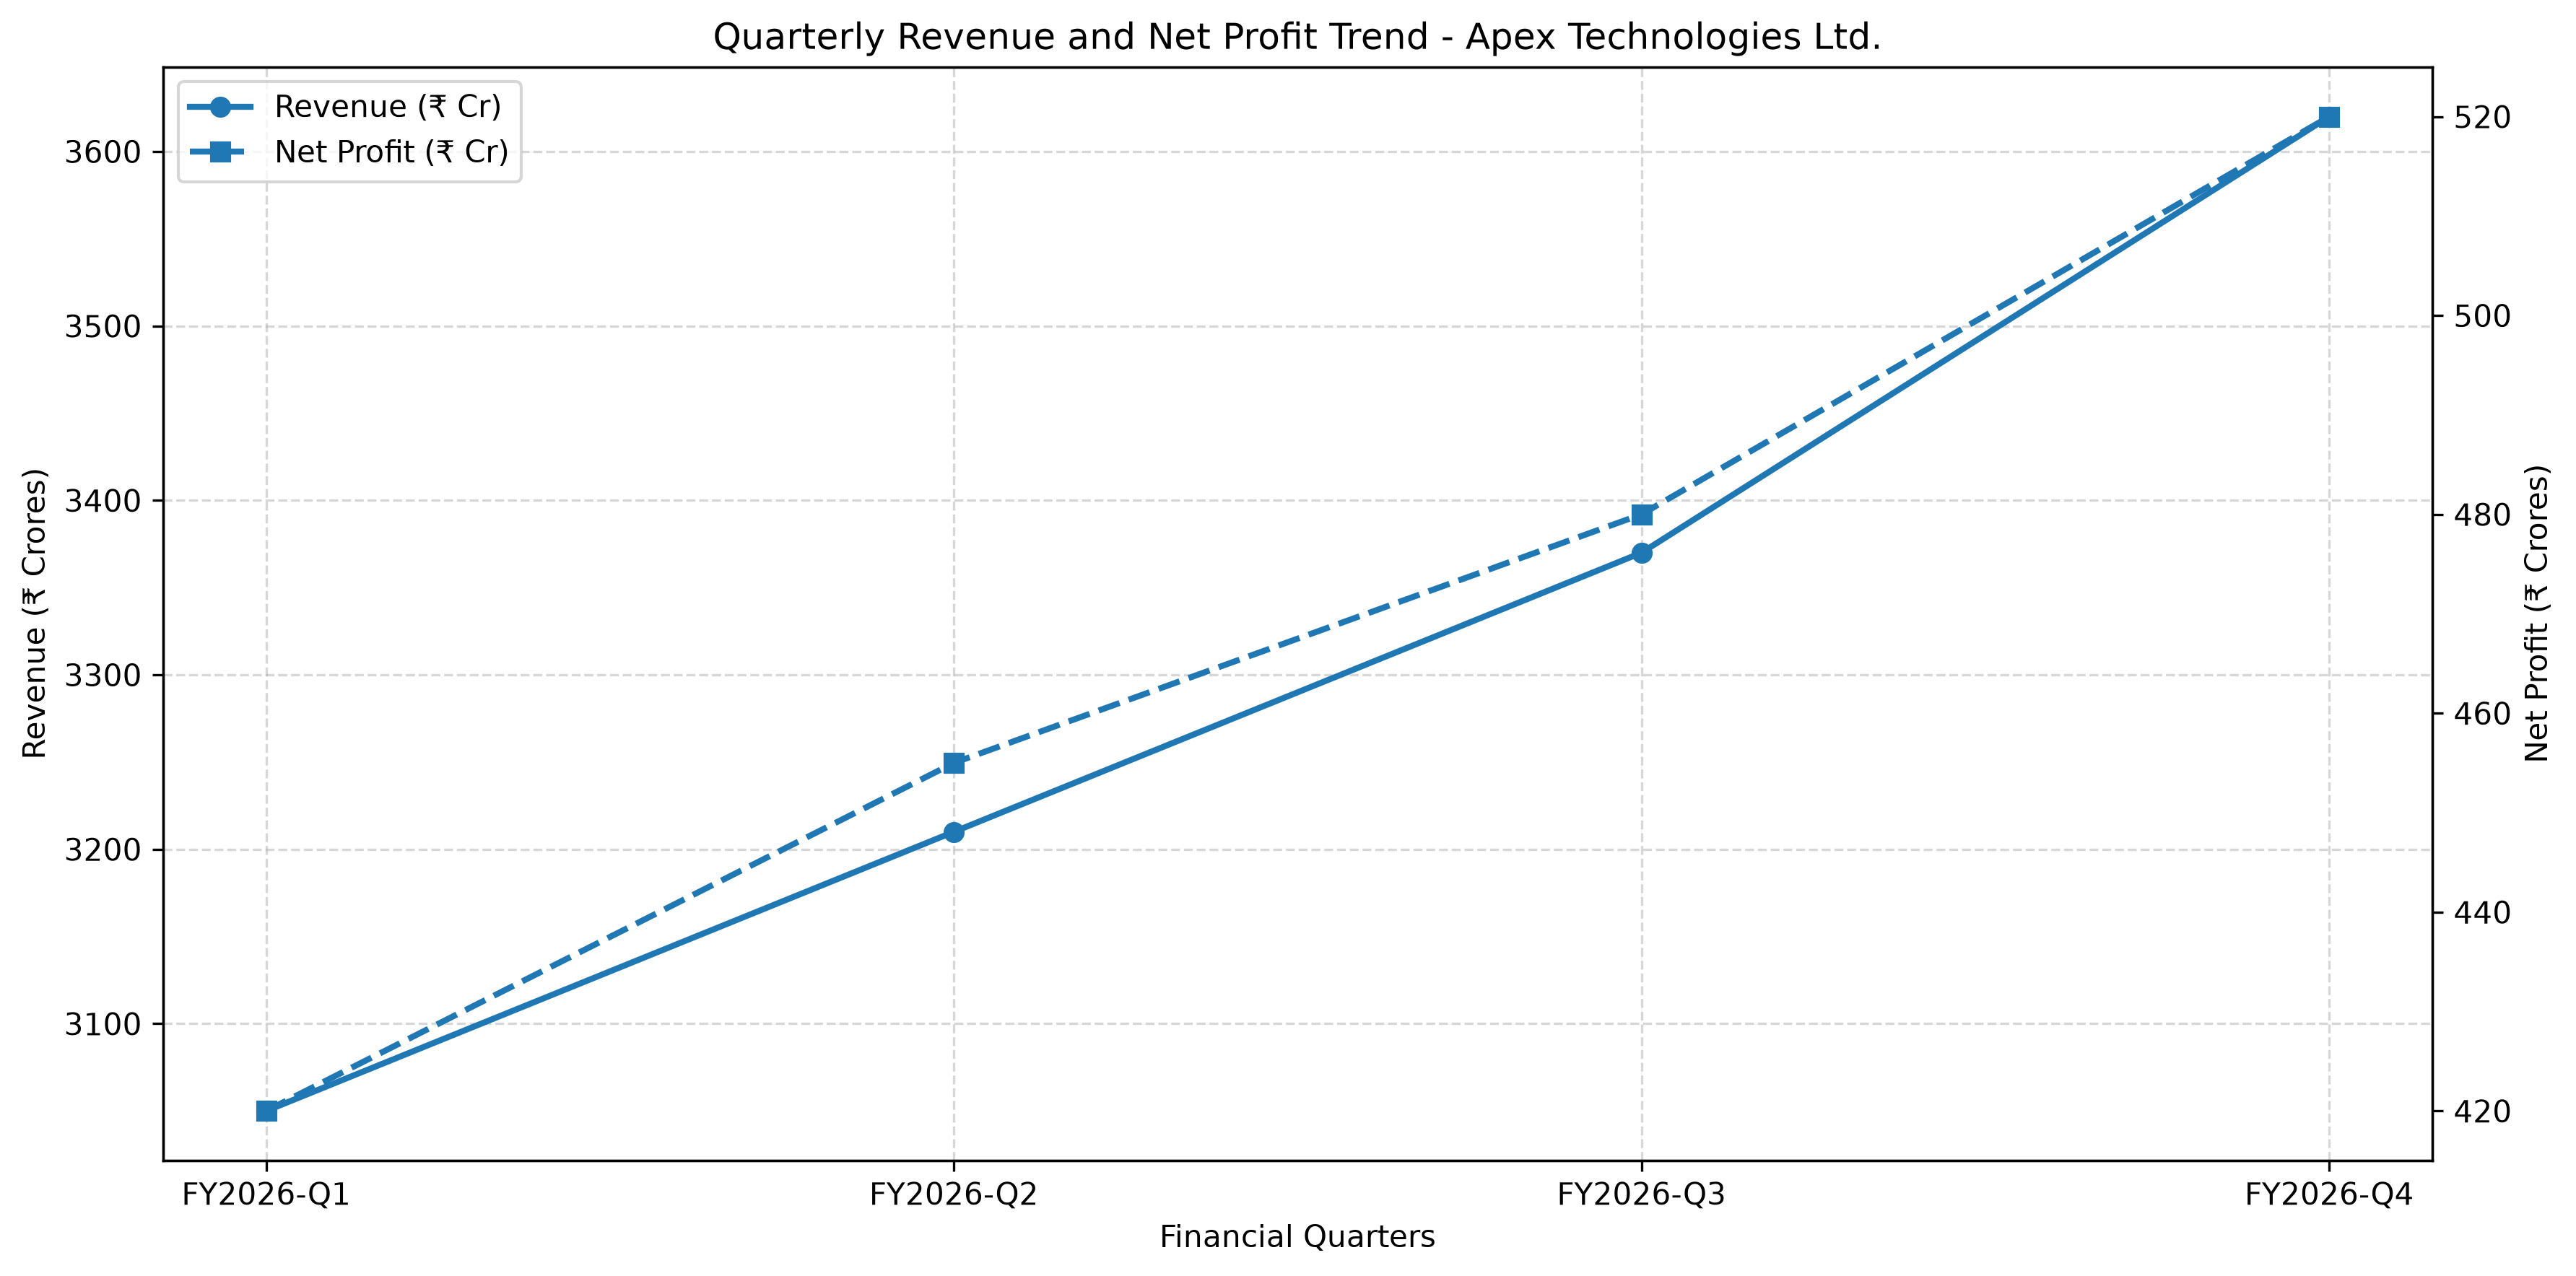 Quarterly Revenue and Net Profit Trend - Apex Technologies Ltd.
Revenue (₹ Cr)
Net Profit (₹ Cr)
Revenue (₹ Crores)
3600
3500
3400
3300
3200
3100
520
500
480
460
440
420
Net Profit (₹ Crores)
FY2026-Q1 FY2026-Q2 FY2026-Q3 FY2026-Q4
Financial Quarters